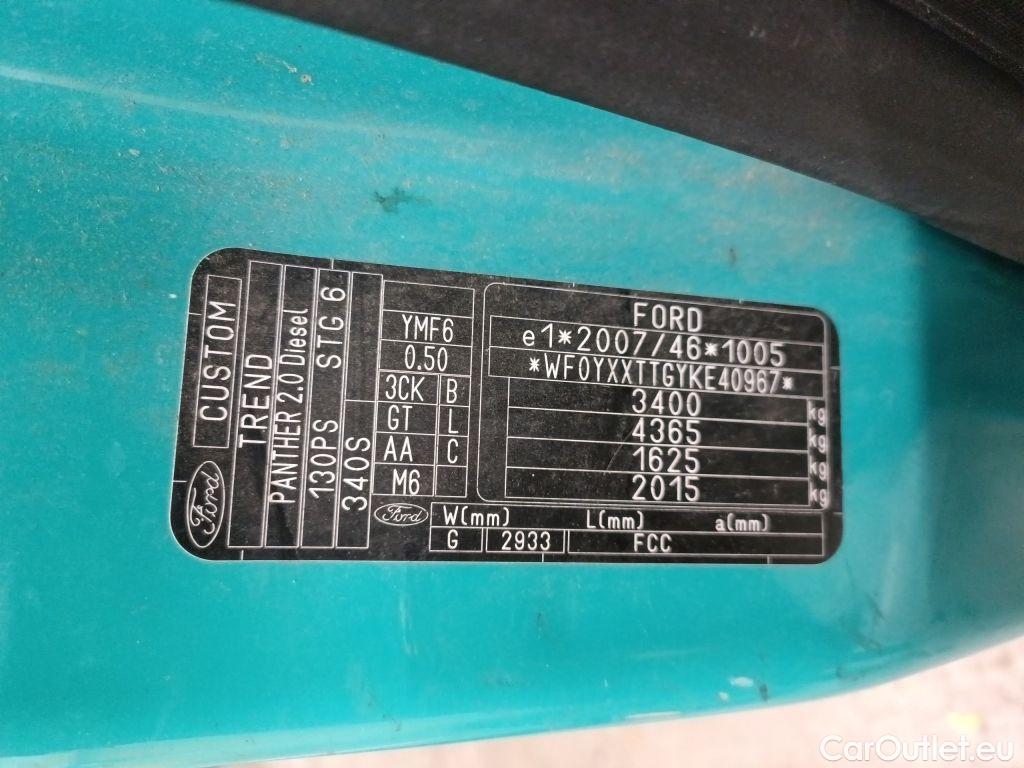 Ford
CUSTOM
TREND
PANTHER 2.0 Diesel
130PS STG 6
340S
YMF6
0.50
3CK B
GT L
AA C
M6
Ford
FORD
e1*2007/46*1005
*WF0YXXTTGYKE40967*
3400 kg
4365 kg
1625 kg
2015 kg
W(mm) L(mm) a(mm)
G 2933 FCC
CarOutlet.eu